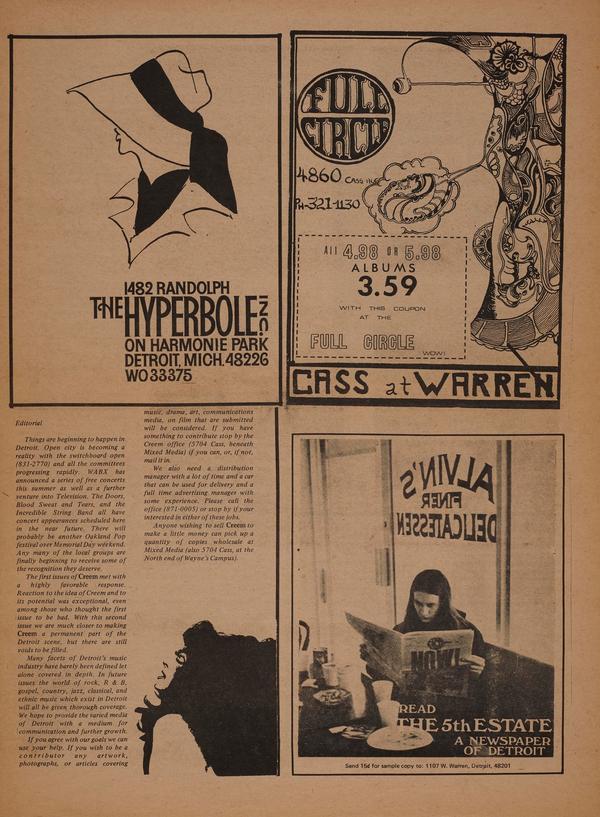 1482 RANDOLPH
THE HYPERBOLE INC
ON HARMONIE PARK
DETROIT, MICH. 48226
WO 33375
FULL
CIRCLE
4860 CASS
PH-321-1130
All 4.98 OR 5.98
ALBUMS
3.59
WITH THIS COUPON
AT THE
FULL CIRCLE
WOW!
CASS at WARREN
Editorial
Things are beginning to happen in
Detroit. Open city is becoming a
reality with the switchboard open
(831-2770) and all the committees
progressing rapidly. WABX has
announced a series of free concerts
this summer as well as a further
venture into Television. The Doors,
Blood Sweat and Tears, and the
Incredible String Band all have
concert appearances scheduled here
in the near future. There will
probably be another Oakland Pop
festival over Memorial Day weekend.
Any many of the local groups are
finally beginning to receive some of
the recognition they deserve.
The first issues of Creem met with
a highly favorable response.
Reaction to the idea of Creem and to
its potential was exceptional, even
among those who thought the first
issue to be bad. With this second
issue we are much closer to making
Creem a permanent part of the
Detroit scene, but there are still
voids to be filled.
Many facets of Detroit's music
industry have barely been defined let
alone covered in depth. In future
issues the world of rock, R & B,
gospel, country, jazz, classical, and
ethnic music which exist in Detroit
will all be given thorough coverage.
We hope to provide the varied media
of Detroit with a medium for
communication and further growth.
If you agree with our goals we can
use your help. If you wish to be a
contributor any artwork,
photographs, or articles covering
music, drama, art, communications
media, on film that are submitted
will be considered. If you have
something to contribute stop by the
Creem office (5704 Cass, beneath
Mixed Media) if you can, or, if not,
mail it in.
We also need a distribution
manager with a lot of time and a car
that can be used for delivery and a
full time advertising manager with
some experience. Please call the
office (871-0005) or stop by if your
interested in either of these jobs.
Anyone wishing to sell Creem to
make a little money can pick up a
quantity of copies wholesale at
Mixed Media (also 5704 Cass, at the
North end of Wayne's Campus).
ALVIN'S
FINER
DELICATESSEN
READ
THE 5th ESTATE
A NEWSPAPER
OF DETROIT
Send 15¢ for sample copy to: 1107 W. Warren, Detroit, 48201